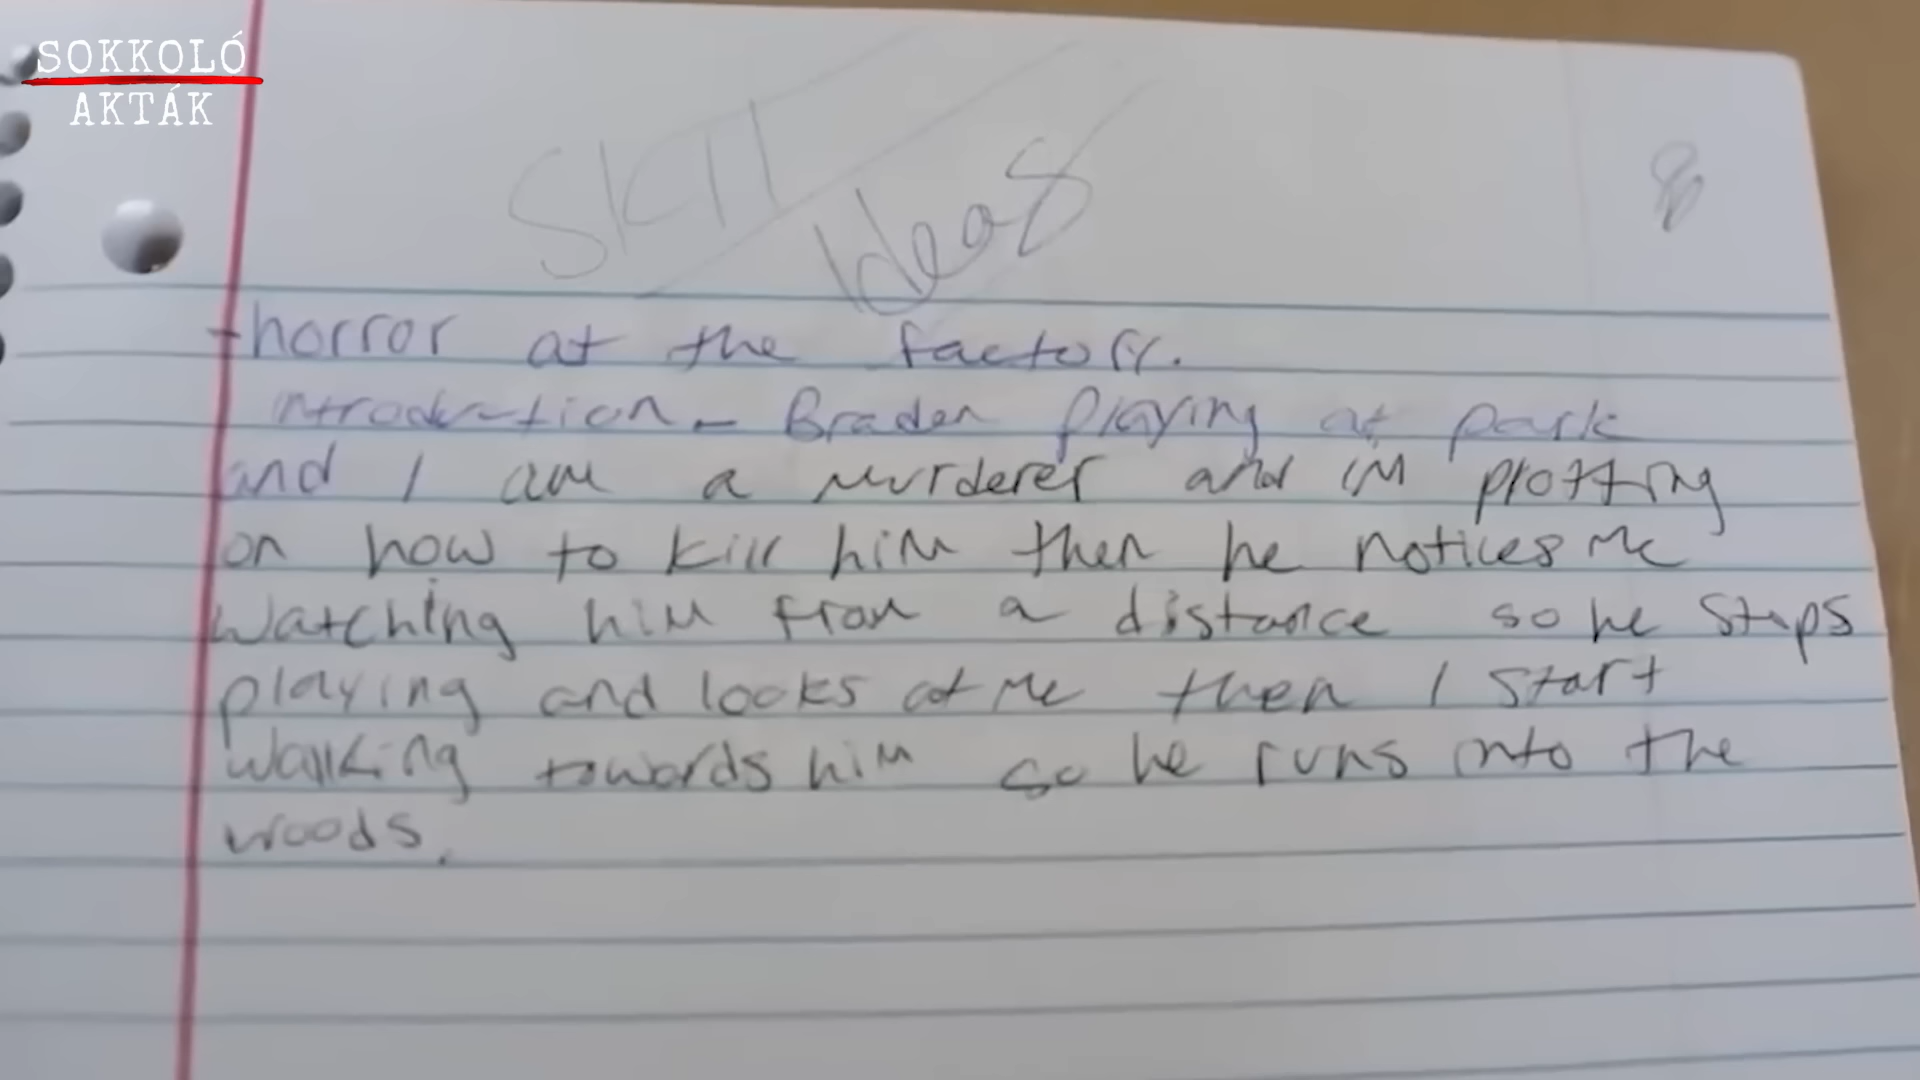 SOKKOLÓ
AKTÁK
Skit
Ideas
8
-horror at the factory.
introduction - Braden playing at park
and I am a murderer and im plotting
on how to kill him then he notices me
watching him from a distance so he stops
playing and looks at me then I start
walking towards him so he runs into the
woods.